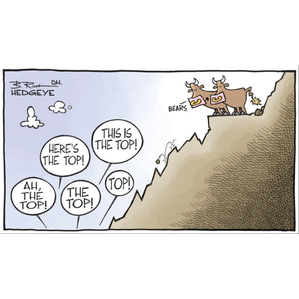 HEDGEYE
BEARS
THIS IS
THE TOP!
HERE'S
THE TOP!
AH,
THE
TOP!
THE
TOP!
TOP!